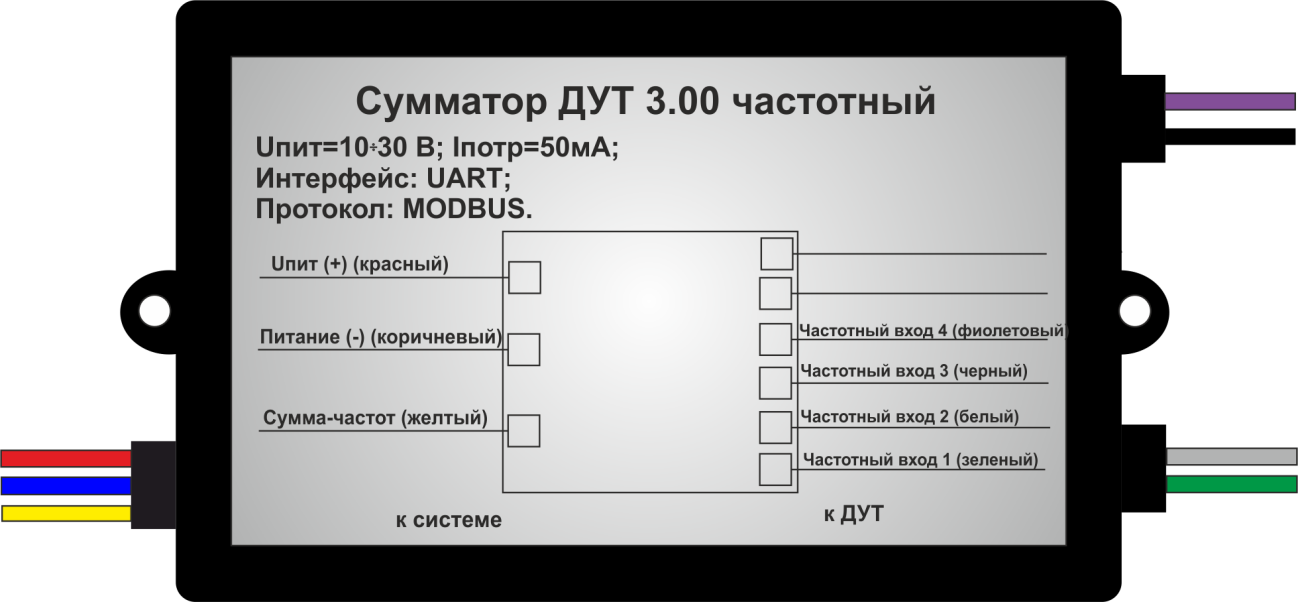 Сумматор ДУТ 3.00 частотный
Uпит=10÷30 В; Iпотр=50мА;
Интерфейс: UART;
Протокол: MODBUS.
Uпит (+) (красный)
Питание (-) (коричневый)
Сумма-частот (желтый)
Частотный вход 4 (фиолетовый)
Частотный вход 3 (черный)
Частотный вход 2 (белый)
Частотный вход 1 (зеленый)
к системе
к ДУТ